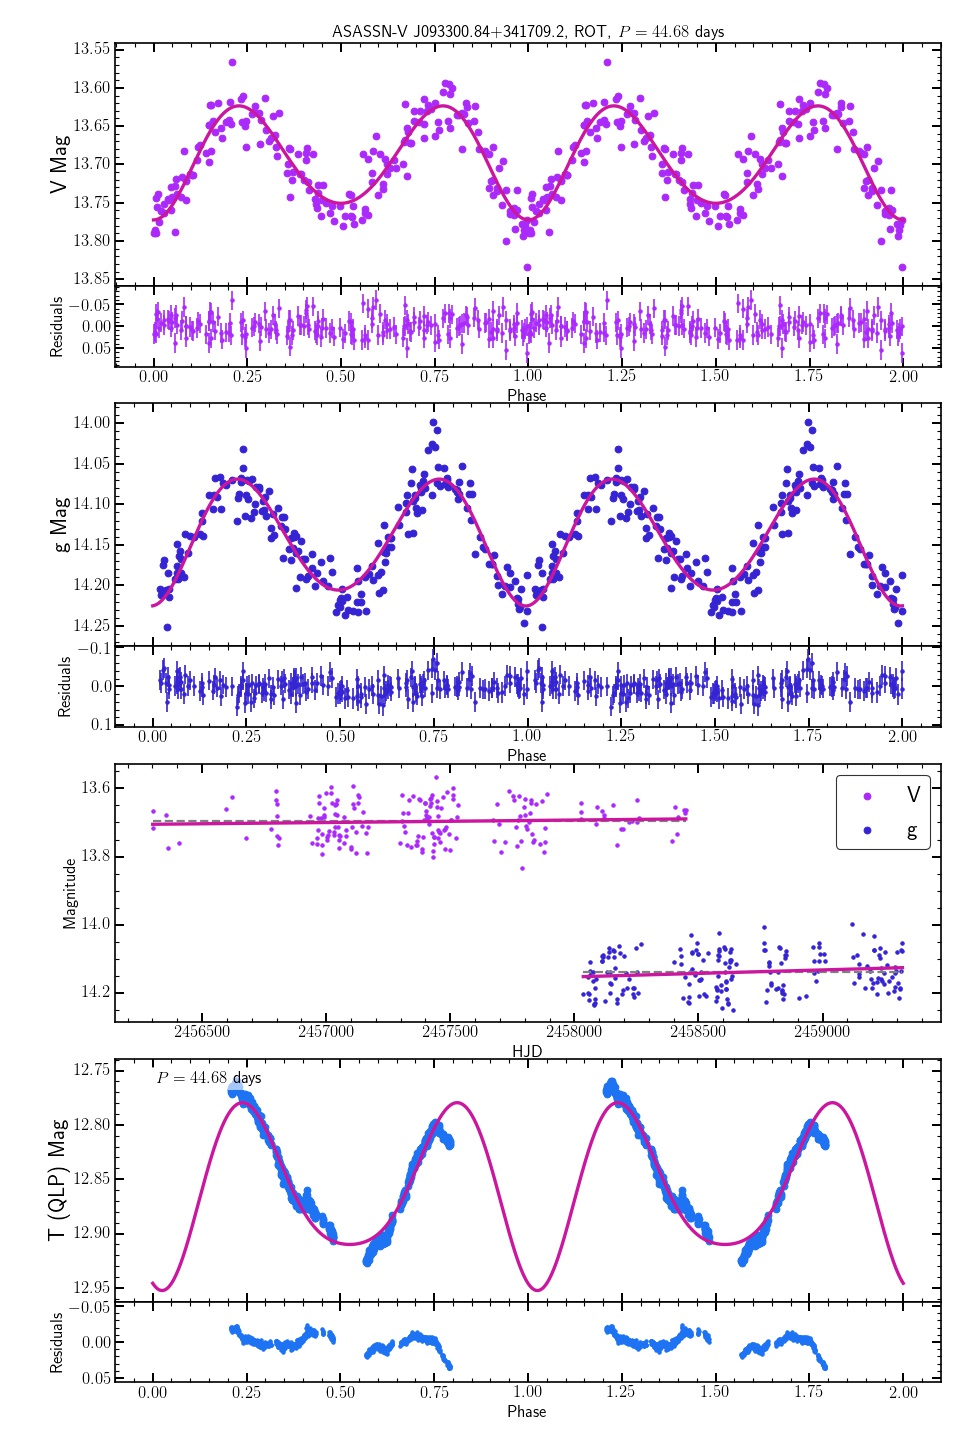 ASASSN-V J093300.84+341709.2, ROT, P = 44.68 days
13.55
13.60
13.65
13.70
13.75
13.80
13.85
V Mag
−0.05
0.00
0.05
Residuals
0.00 0.25 0.50 0.75 1.00 1.25 1.50 1.75 2.00
Phase
14.00
14.05
14.10
14.15
14.20
14.25
g Mag
−0.1
0.0
0.1
Residuals
0.00 0.25 0.50 0.75 1.00 1.25 1.50 1.75 2.00
Phase
13.6
13.8
14.0
14.2
Magnitude
V
g
2456500 2457000 2457500 2458000 2458500 2459000
HJD
P = 44.68 days
12.75
12.80
12.85
12.90
12.95
T (QLP) Mag
−0.05
0.00
0.05
Residuals
0.00 0.25 0.50 0.75 1.00 1.25 1.50 1.75 2.00
Phase